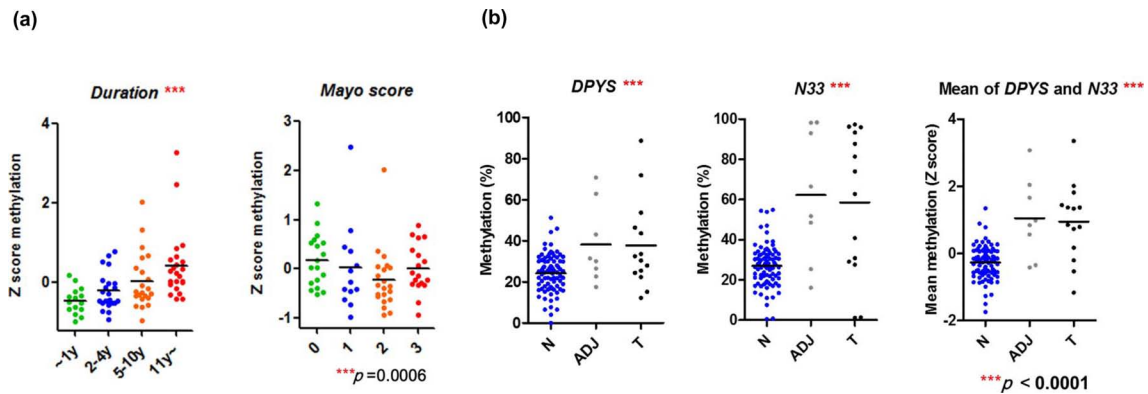 (a)
(b)
Duration ***
Z score methylation
4
2
0
~1y
2-4y
5-10y
11y~
Mayo score
Z score methylation
3
2
1
0
-1
0
1
2
3
***p=0.0006
DPYS ***
Methylation (%)
100
80
60
40
20
0
N
ADJ
T
N33 ***
Methylation (%)
100
80
60
40
20
0
N
ADJ
T
Mean of DPYS and N33 ***
Mean methylation (Z score)
4
2
0
-2
N
ADJ
T
***p < 0.0001